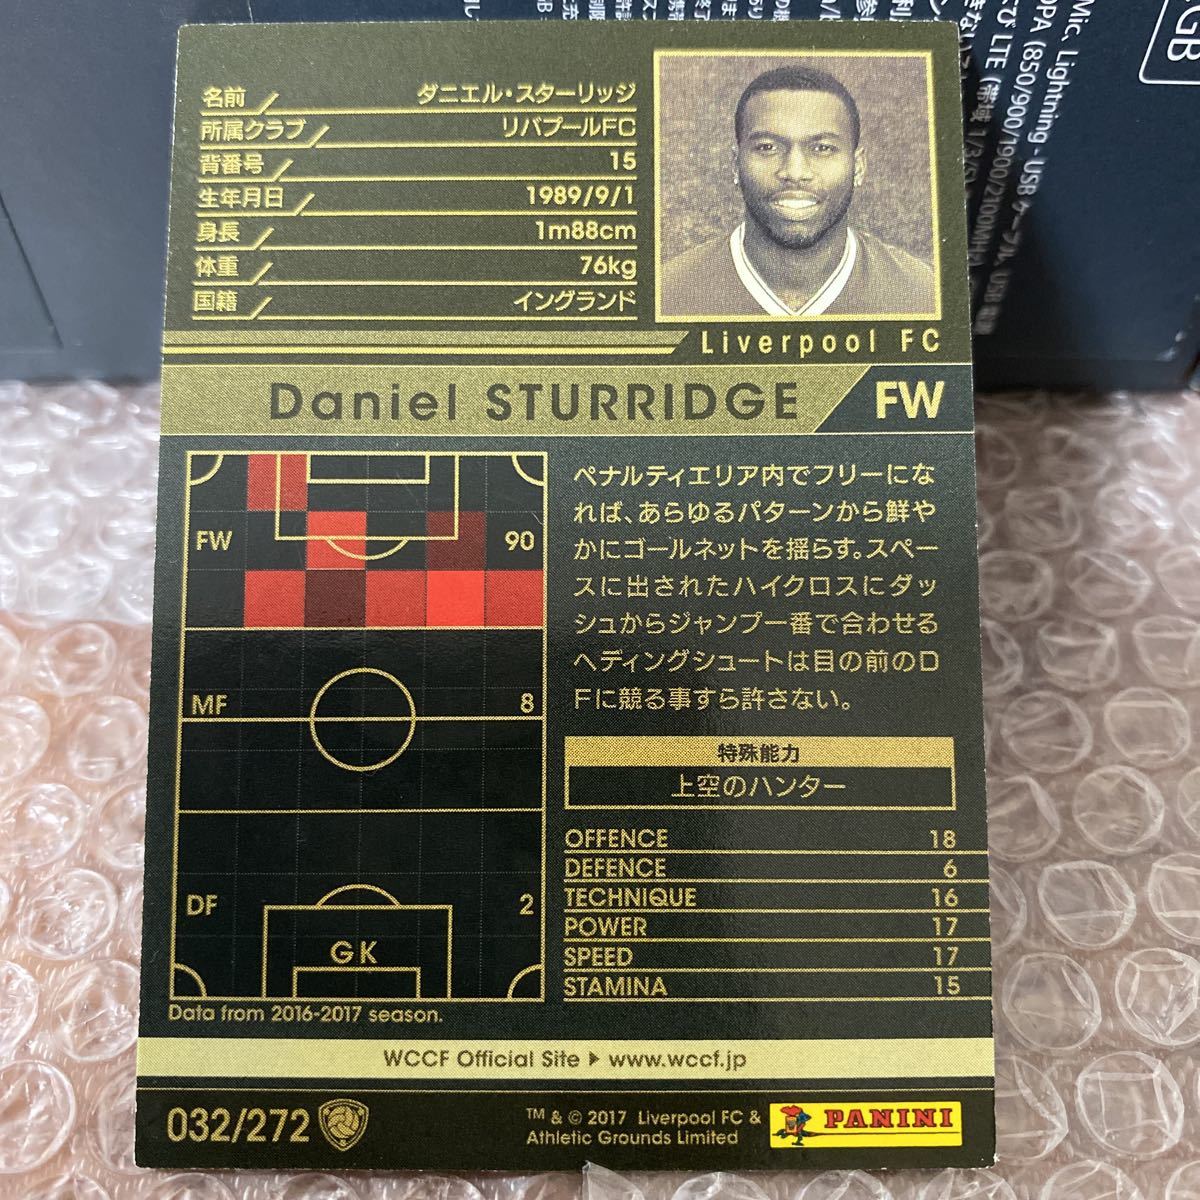 名前 ダニエル・スターリッジ
所属クラブ リバプールFC
背番号 15
生年月日 1989/9/1
身長 1m88cm
体重 76kg
国籍 イングランド
Liverpool FC
Daniel STURRIDGE FW
FW 90
MF 8
DF 2
GK
Data from 2016-2017 season.
ペナルティエリア内でフリーにな
れば、あらゆるパターンから鮮や
かにゴールネットを揺らす。スペー
スに出されたハイクロスにダッ
シュからジャンプ一番で合わせる
ヘディングシュートは目の前のD
Fに競る事すら許さない。
特殊能力
上空のハンター
OFFENCE 18
DEFENCE 6
TECHNIQUE 16
POWER 17
SPEED 17
STAMINA 15
WCCF Official Site ▶ www.wccf.jp
032/272
TM & © 2017 Liverpool FC &
Athletic Grounds Limited
PANINI
Mic, Lightning - USB ケーブル, USB
GB